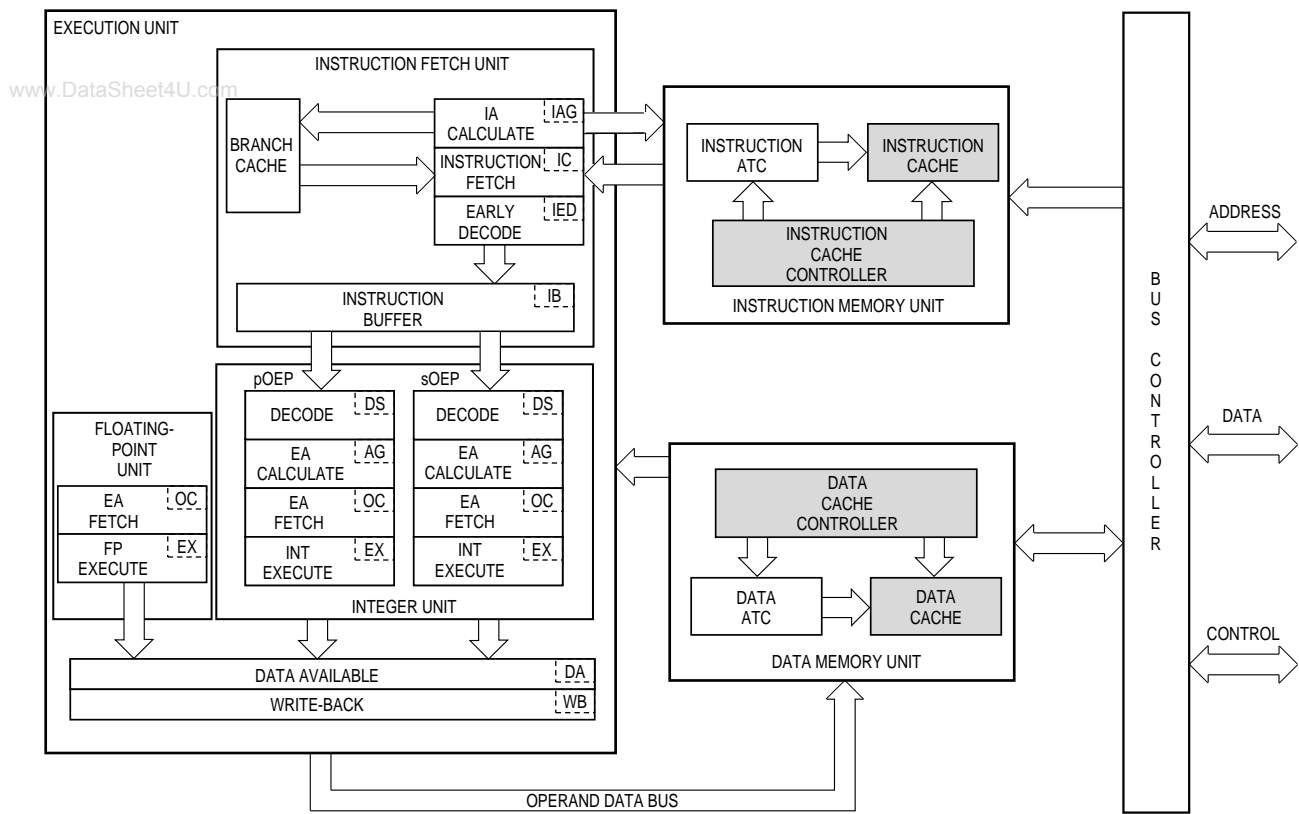 EXECUTION UNIT
www.DataSheet4U.com
INSTRUCTION FETCH UNIT
BRANCH
CACHE
IA
CALCULATE
IAG
INSTRUCTION
FETCH
IC
EARLY
DECODE
IED
INSTRUCTION
BUFFER
IB
pOEP
sOEP
DECODE
DS
EA
CALCULATE
AG
EA
FETCH
OC
INT
EXECUTE
EX
DECODE
DS
EA
CALCULATE
AG
EA
FETCH
OC
INT
EXECUTE
EX
INTEGER UNIT
FLOATING-
POINT
UNIT
EA
FETCH
OC
FP
EXECUTE
EX
DATA AVAILABLE
DA
WRITE-BACK
WB
INSTRUCTION
ATC
INSTRUCTION
CACHE
INSTRUCTION
CACHE
CONTROLLER
INSTRUCTION MEMORY UNIT
DATA
CACHE
CONTROLLER
DATA
ATC
DATA
CACHE
DATA MEMORY UNIT
OPERAND DATA BUS
BUS CONTROLLER
ADDRESS
DATA
CONTROL